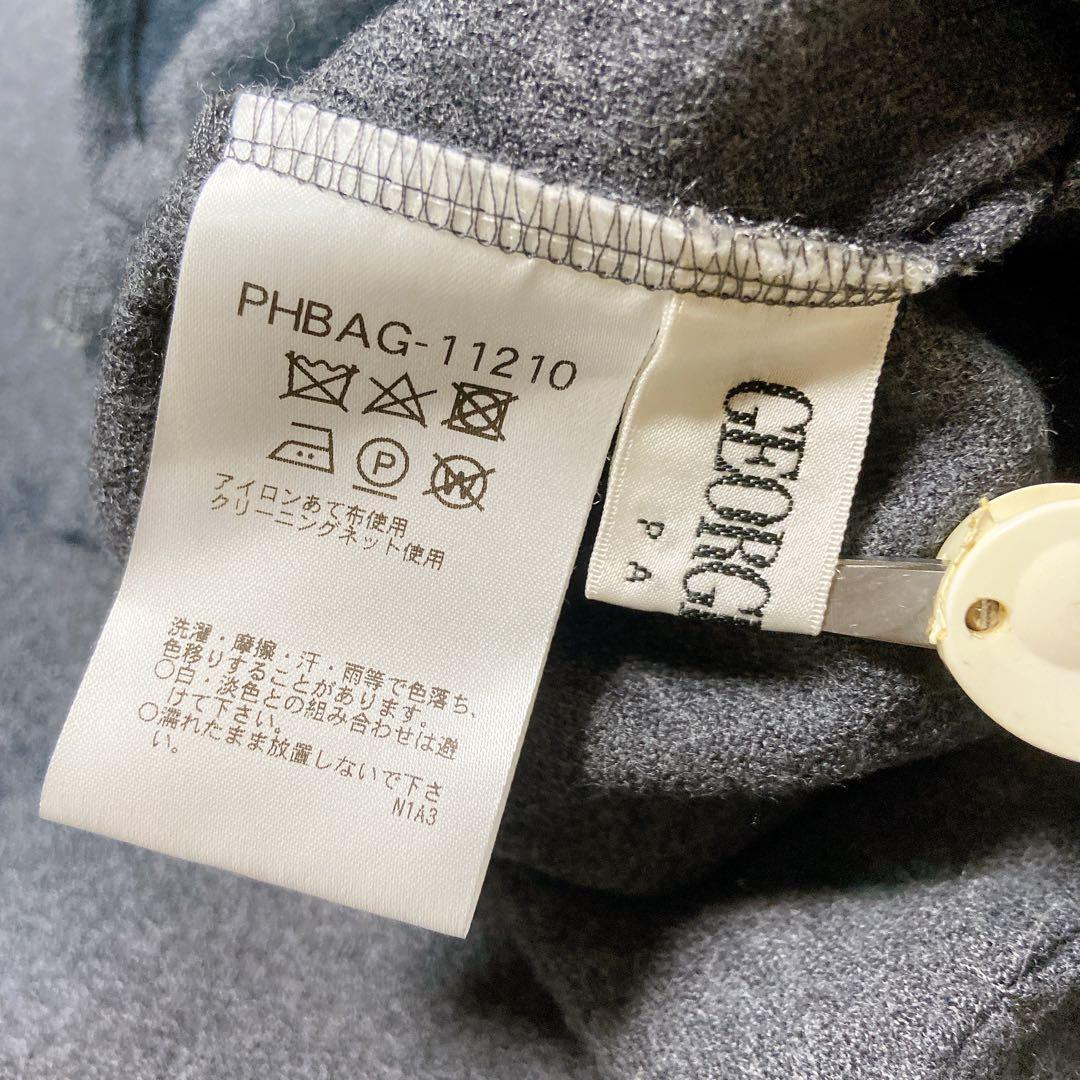 PHBAG-11210
P
W
アイロンあて布使用
クリーニングネット使用
洗濯・摩擦・汗・雨等で色落ち、
色移りすることがあります。
○白・淡色との組み合わせは避
けて下さい。
○濡れたまま放置しないで下さ
い。
N1A3
GEORG
PA